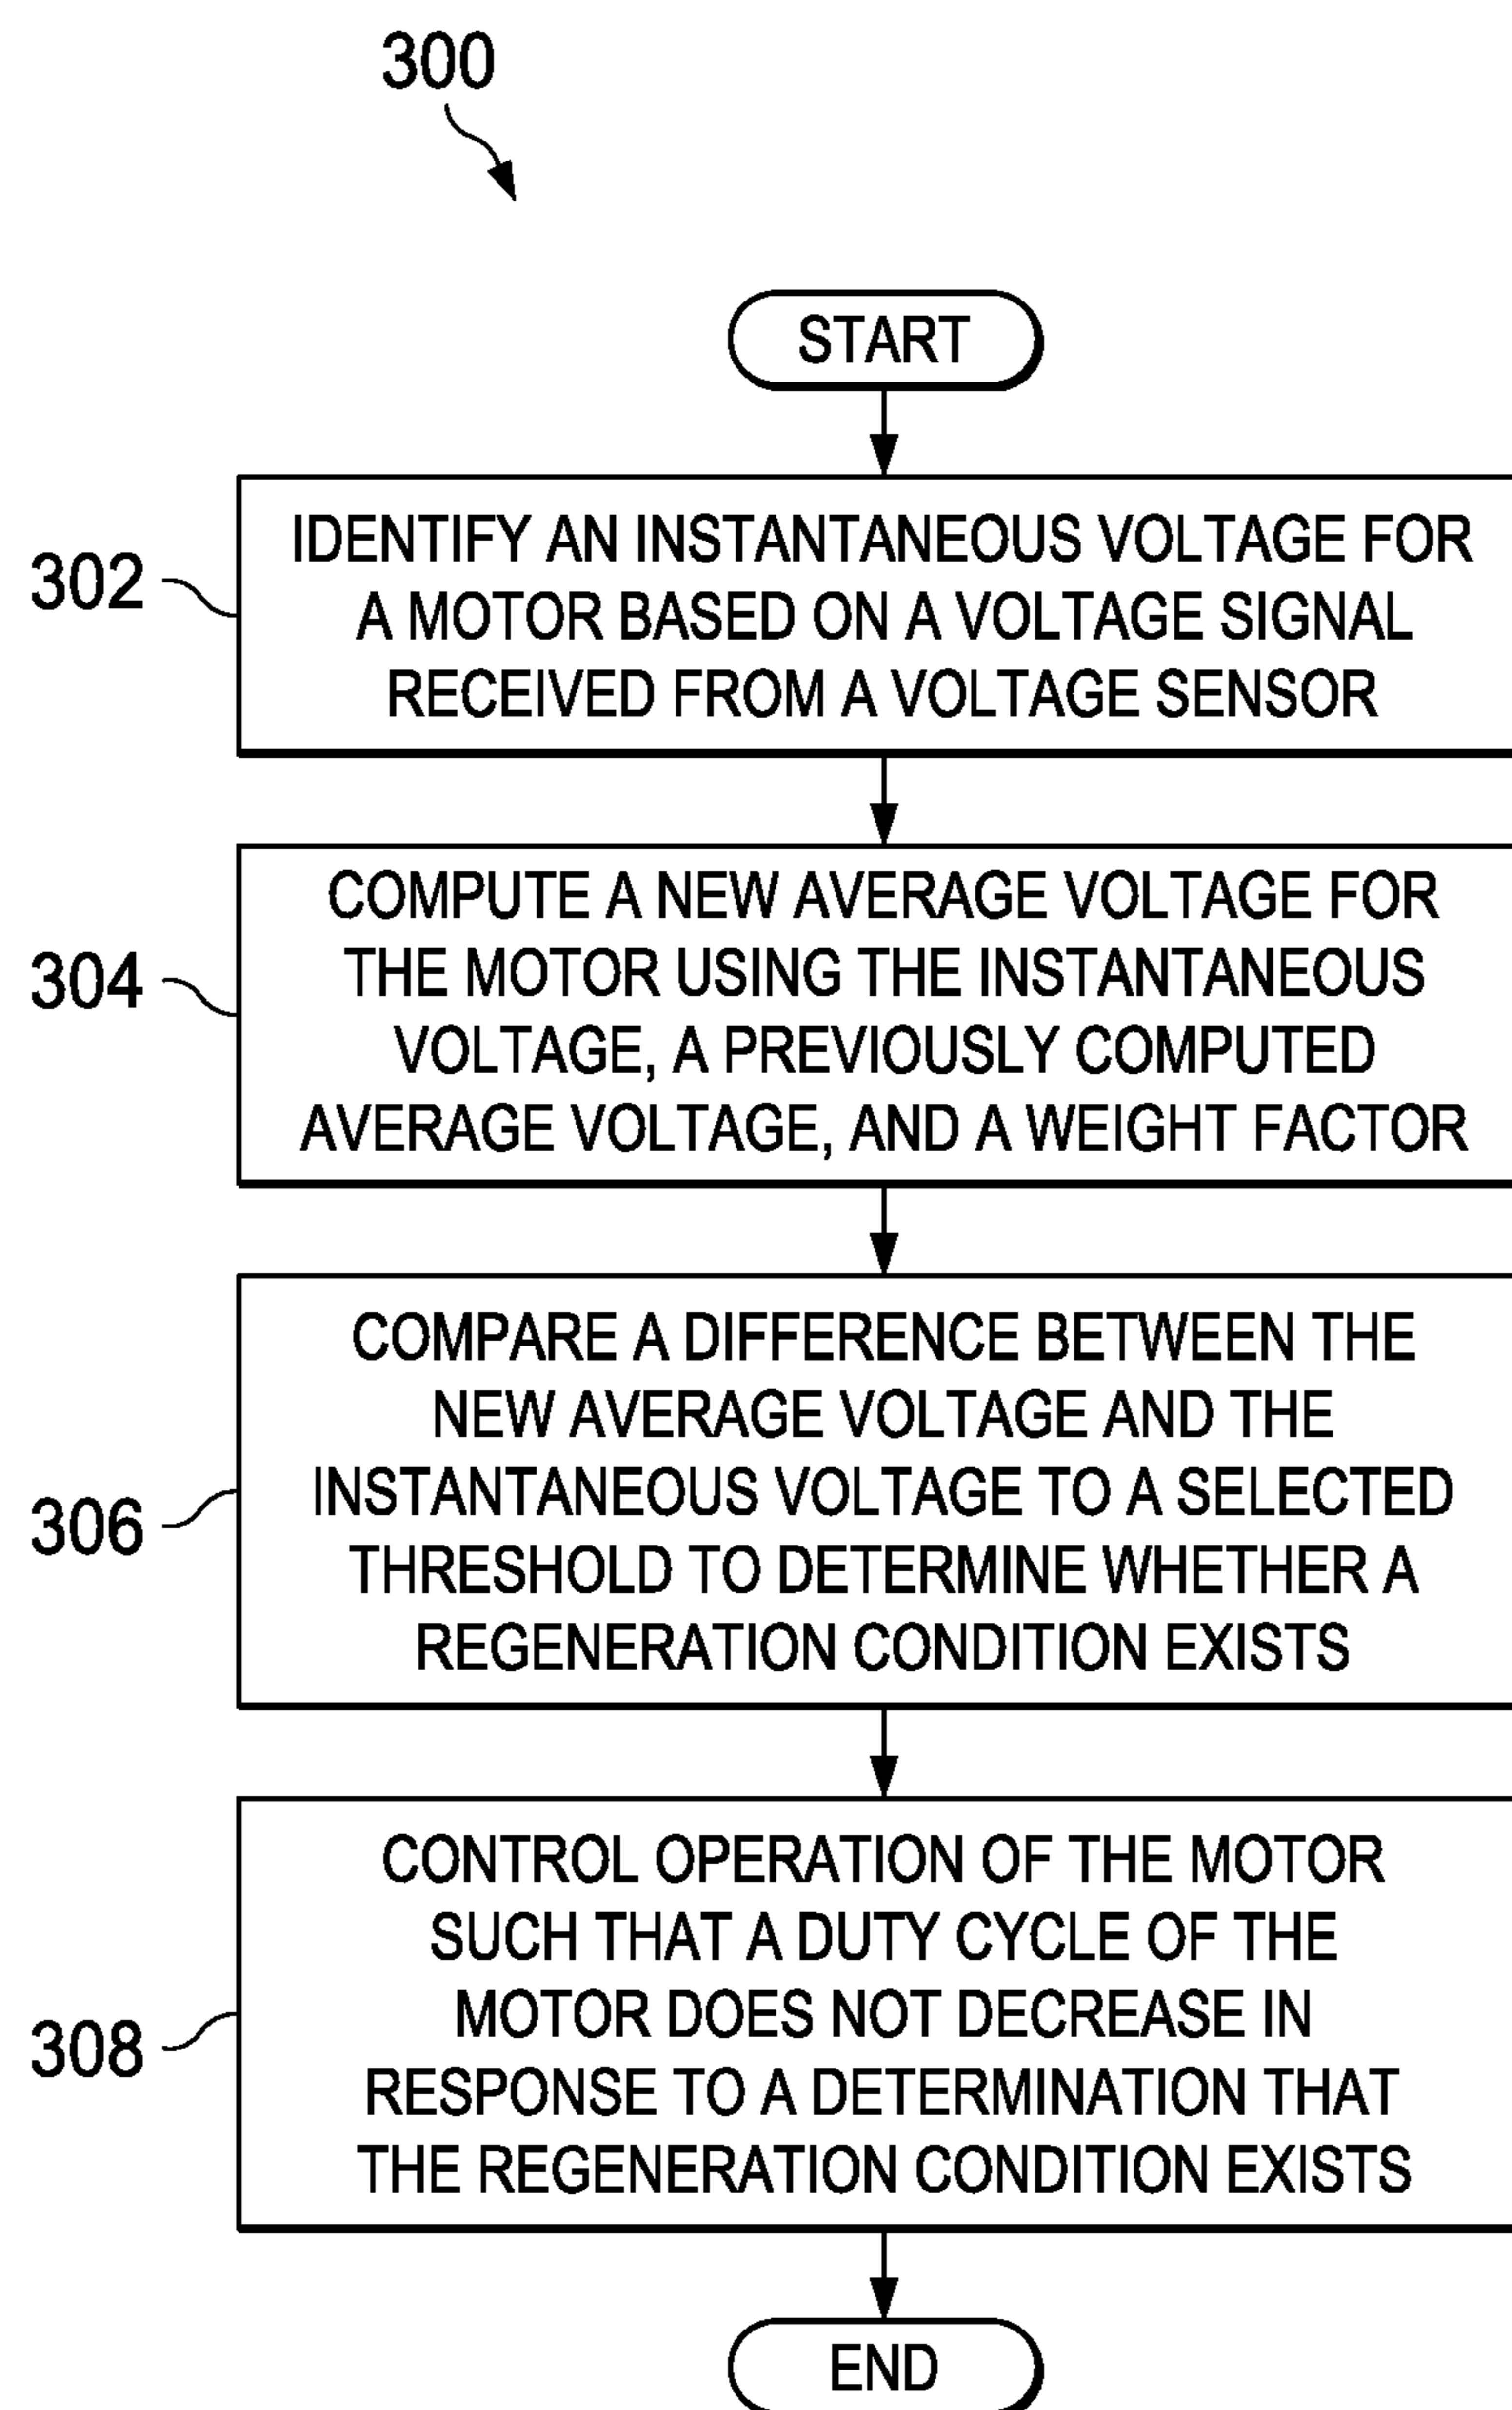 300
START
302
IDENTIFY AN INSTANTANEOUS VOLTAGE FOR
A MOTOR BASED ON A VOLTAGE SIGNAL
RECEIVED FROM A VOLTAGE SENSOR
304
COMPUTE A NEW AVERAGE VOLTAGE FOR
THE MOTOR USING THE INSTANTANEOUS
VOLTAGE, A PREVIOUSLY COMPUTED
AVERAGE VOLTAGE, AND A WEIGHT FACTOR
306
COMPARE A DIFFERENCE BETWEEN THE
NEW AVERAGE VOLTAGE AND THE
INSTANTANEOUS VOLTAGE TO A SELECTED
THRESHOLD TO DETERMINE WHETHER A
REGENERATION CONDITION EXISTS
308
CONTROL OPERATION OF THE MOTOR
SUCH THAT A DUTY CYCLE OF THE
MOTOR DOES NOT DECREASE IN
RESPONSE TO A DETERMINATION THAT
THE REGENERATION CONDITION EXISTS
END